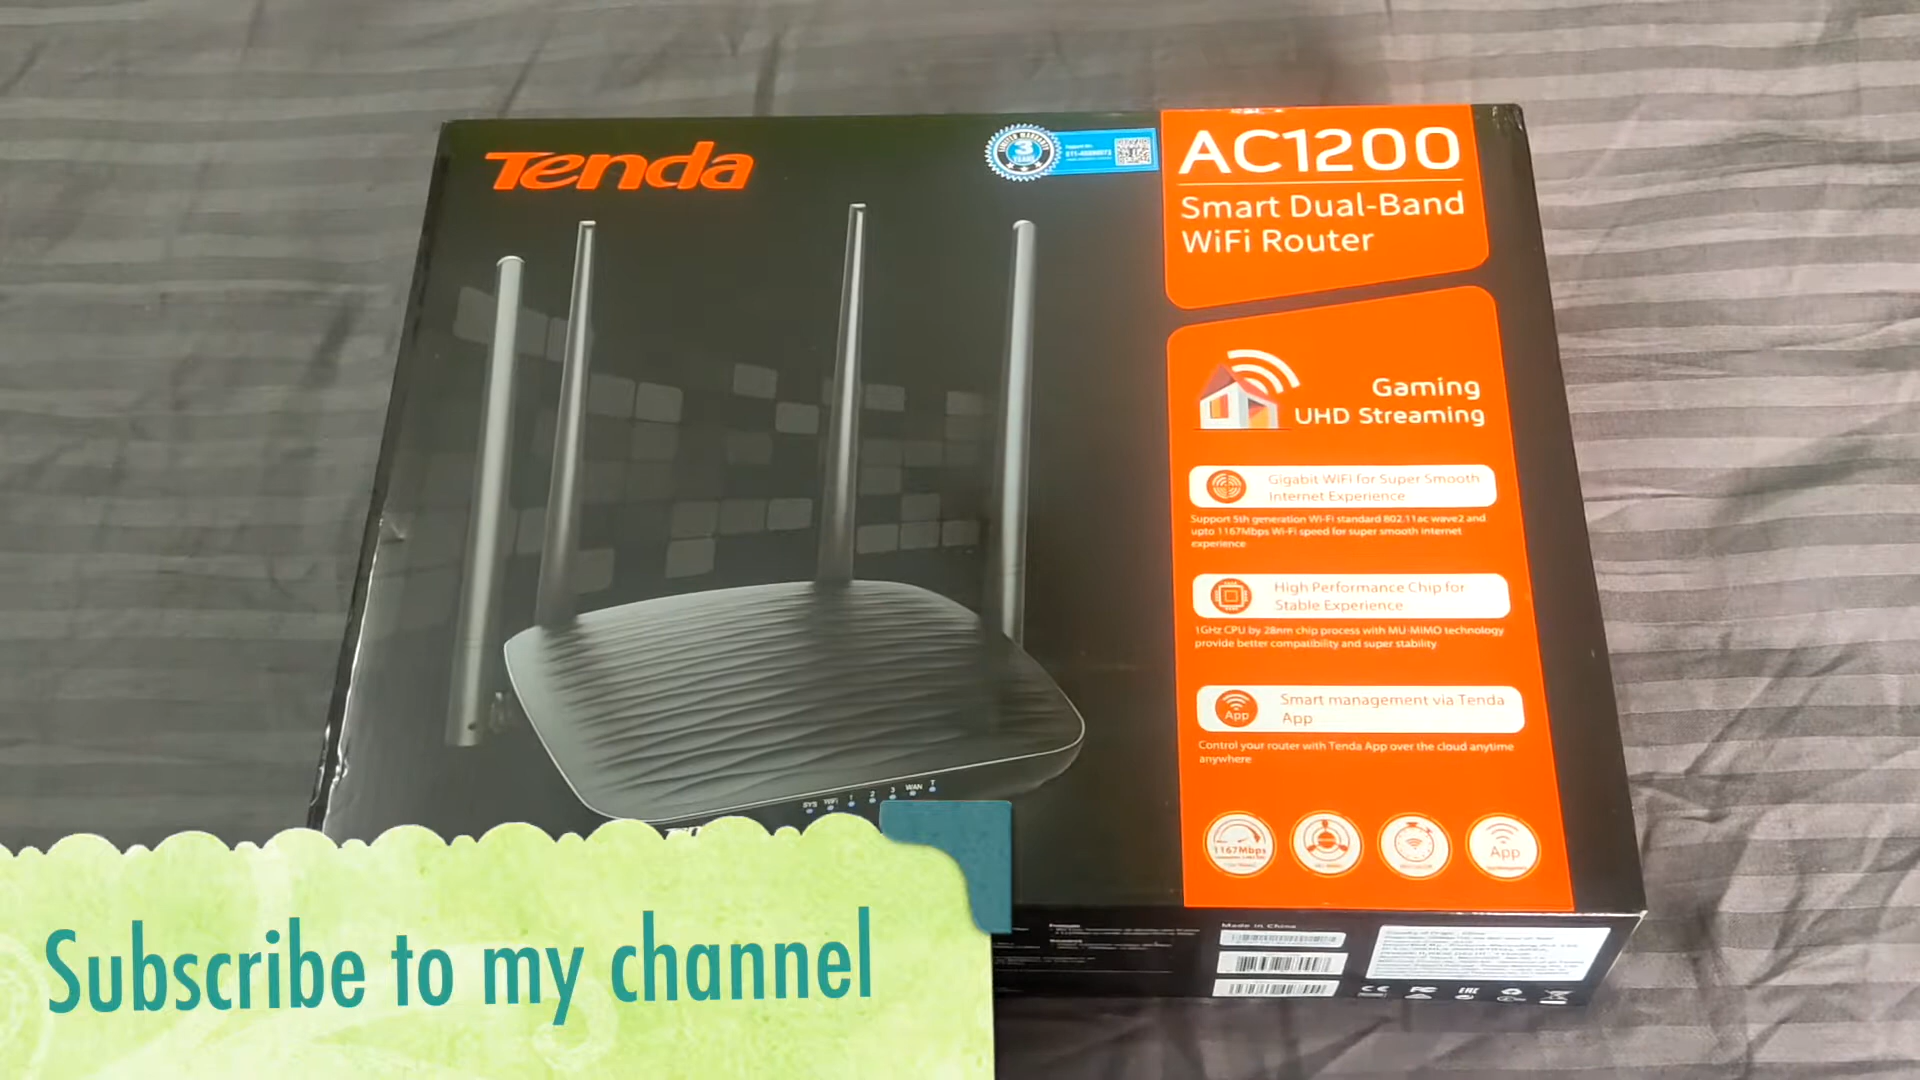 Tenda
LIMITED WARRANTY
3
YEARS
AC1200
Smart Dual-Band
WiFi Router
Gaming
UHD Streaming
Gigabit WiFi for Super Smooth
Internet Experience
Support 5th generation Wi-Fi standard 802.11ac wave2 and
upto 1167Mbps Wi-Fi speed for super smooth internet
experience
High Performance Chip for
Stable Experience
1GHz CPU by 28nm chip process with MU-MIMO technology
provide better compatibility and super stability
App
Smart management via Tenda
App
Control your router with Tenda App over the cloud anytime
anywhere
SYS WiFi 1 2 3 WAN
1167Mbps
App
Made in China
Subscribe to my channel